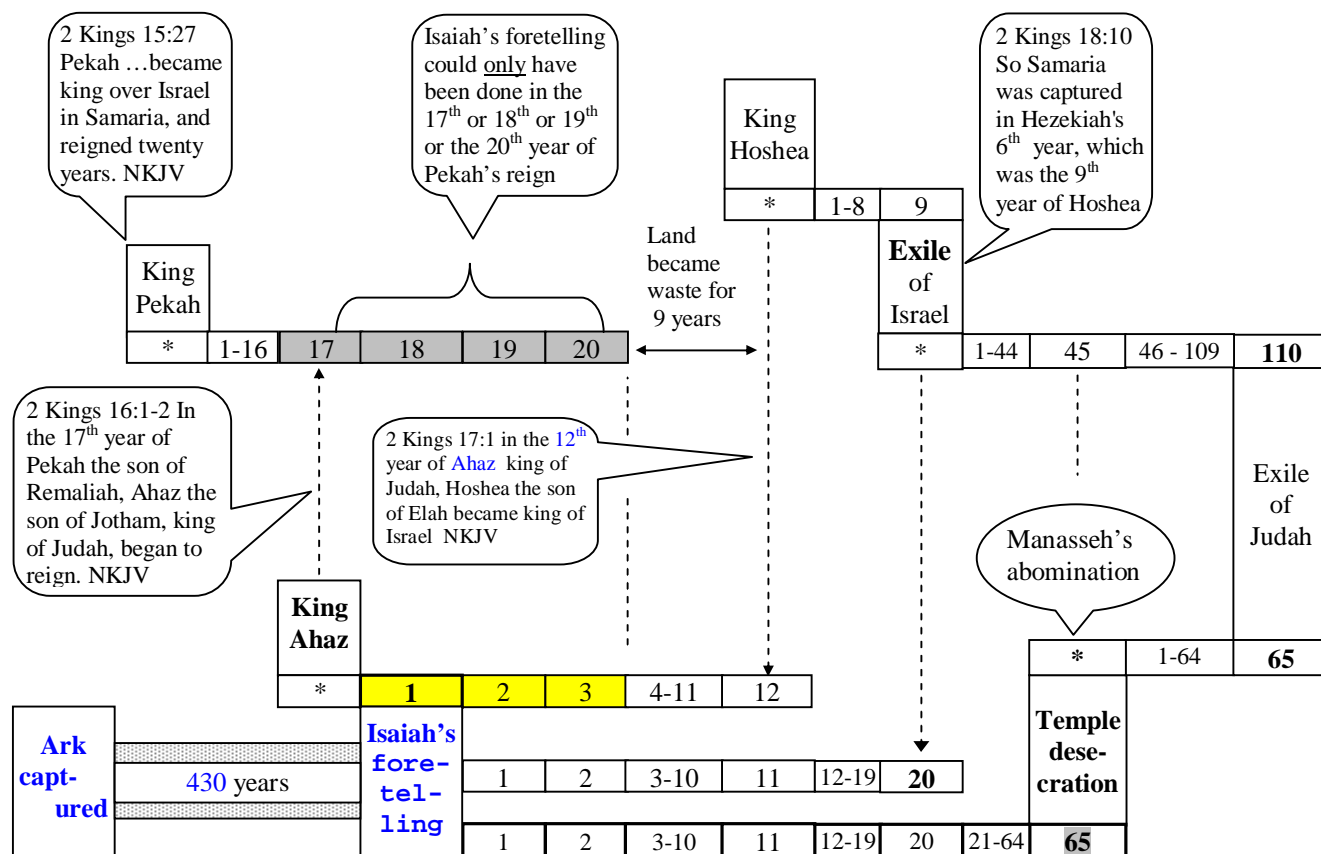 2 Kings 15:27
Pekah …became
king over Israel
in Samaria, and
reigned twenty
years. NKJV
Isaiah’s foretelling
could only have
been done in the
17th or 18th or 19th
or the 20th year of
Pekah’s reign
King
Hoshea
2 Kings 18:10
So Samaria
was captured
in Hezekiah's
6th year, which
was the 9th
year of Hoshea
* 1-8 9
King
Pekah
Land
became
waste for
9 years
Exile
of
Israel
* 1-16 17 18 19 20
* 1-44 45 46 - 109 110
2 Kings 16:1-2 In
the 17th year of
Pekah the son of
Remaliah, Ahaz the
son of Jotham, king
of Judah, began to
reign. NKJV
2 Kings 17:1 in the 12th
year of Ahaz king of
Judah, Hoshea the son
of Elah became king of
Israel NKJV
Exile
of
Judah
Manasseh’s
abomination
King
Ahaz
* 1-64 65
* 1 2 3 4-11 12
Ark
capt-
ured
430 years
Isaiah’s
fore-
tel-
ling
Temple
dese-
cration
1 2 3-10 11 12-19 20
1 2 3-10 11 12-19 20 21-64 65